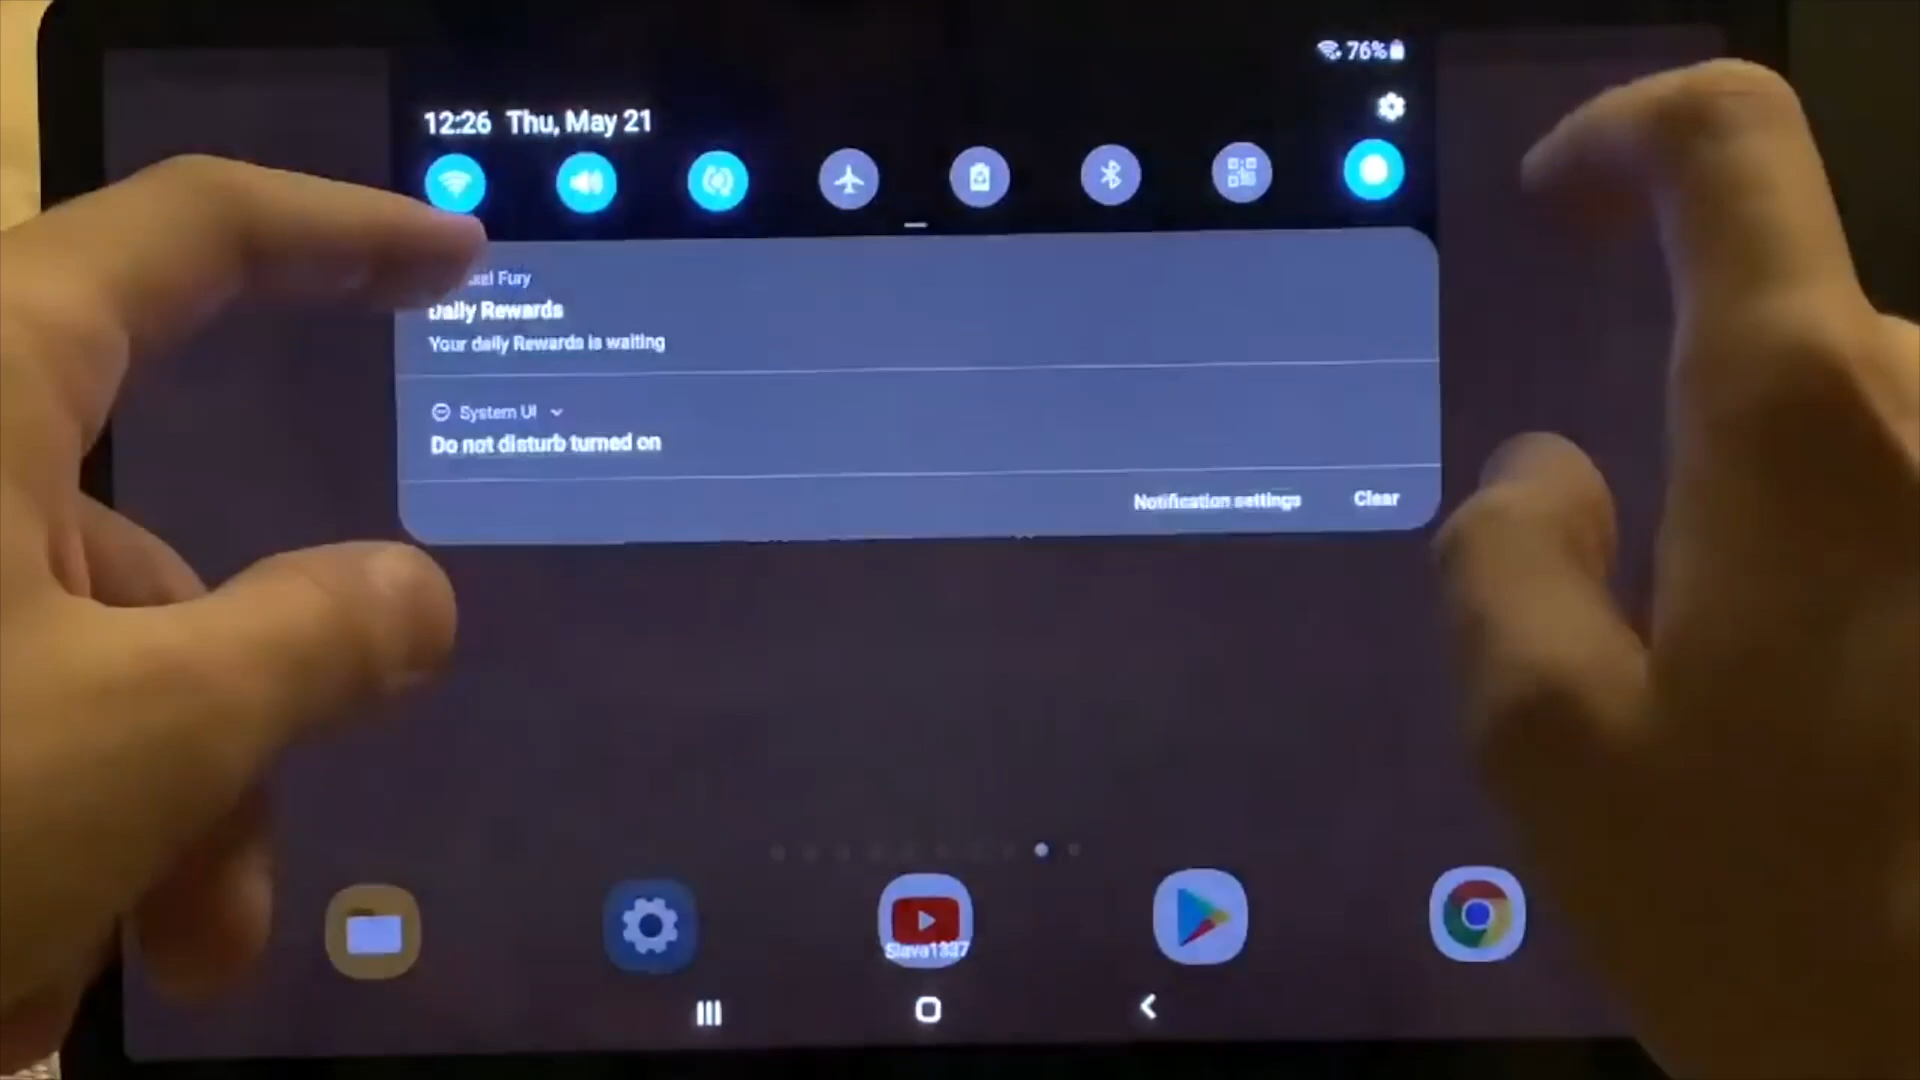 76%
12:26 Thu, May 21
Fury
Daily Rewards
Your daily Rewards is waiting
System UI
Do not disturb turned on
Notification settings Clear
Slava1337